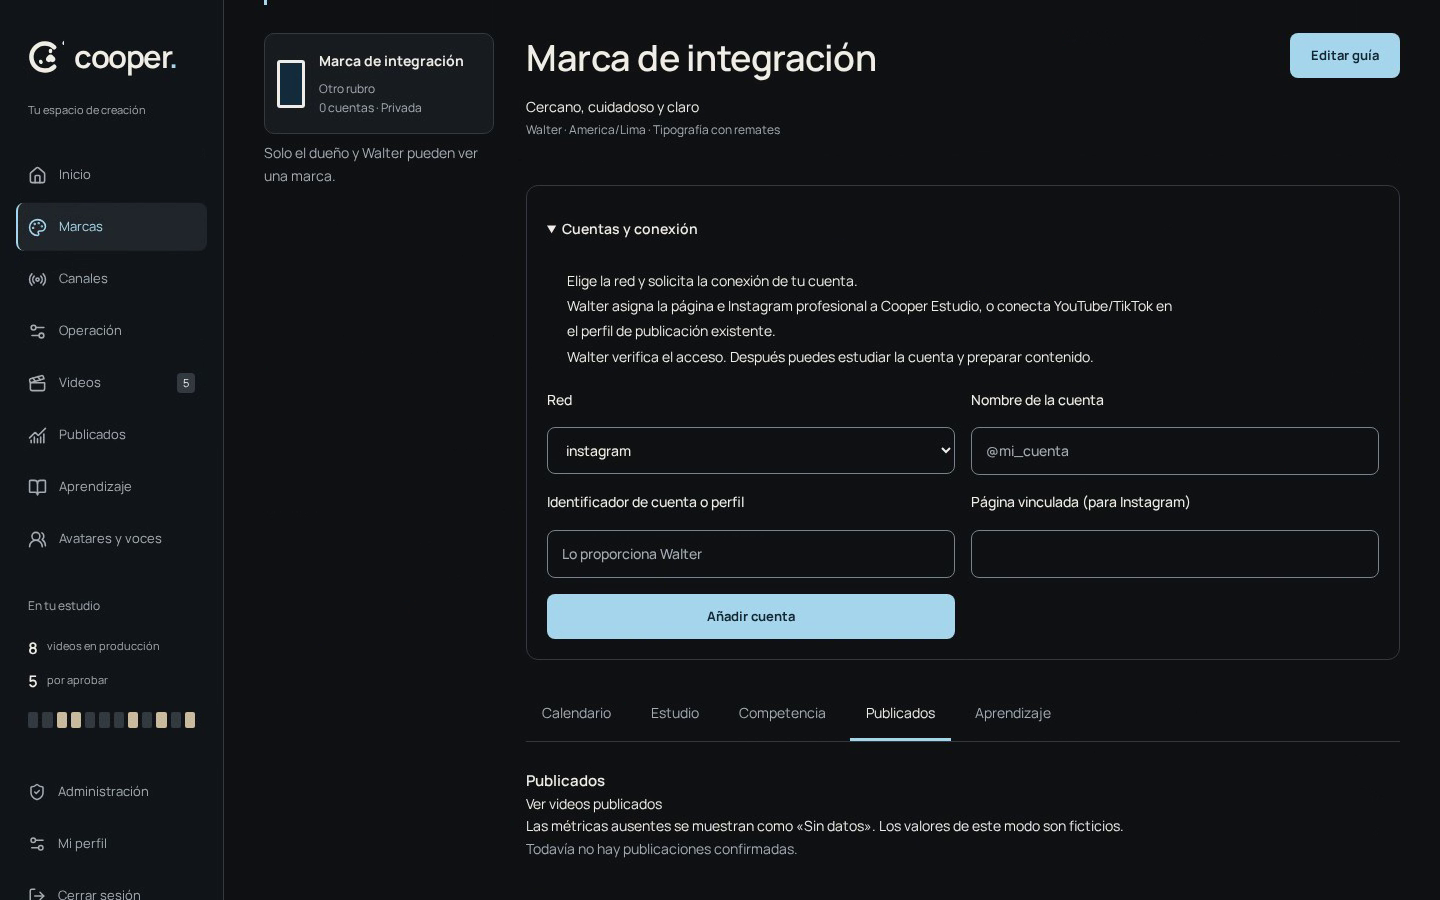 cooper.
Tu espacio de creación
Inicio
Marcas
Canales
Operación
Videos
5
Publicados
Aprendizaje
Avatares y voces
En tu estudio
8 videos en producción
5 por aprobar
Administración
Mi perfil
Cerrar sesión
Marca de integración
Otro rubro
0 cuentas · Privada
Solo el dueño y Walter pueden ver
una marca.
Marca de integración
Editar guía
Cercano, cuidadoso y claro
Walter · America/Lima · Tipografía con remates
Cuentas y conexión
Elige la red y solicita la conexión de tu cuenta.
Walter asigna la página e Instagram profesional a Cooper Estudio, o conecta YouTube/TikTok en
el perfil de publicación existente.
Walter verifica el acceso. Después puedes estudiar la cuenta y preparar contenido.
Red
Nombre de la cuenta
instagram
@mi_cuenta
Identificador de cuenta o perfil
Página vinculada (para Instagram)
Lo proporciona Walter
Añadir cuenta
Calendario
Estudio
Competencia
Publicados
Aprendizaje
Publicados
Ver videos publicados
Las métricas ausentes se muestran como «Sin datos». Los valores de este modo son ficticios.
Todavía no hay publicaciones confirmadas.